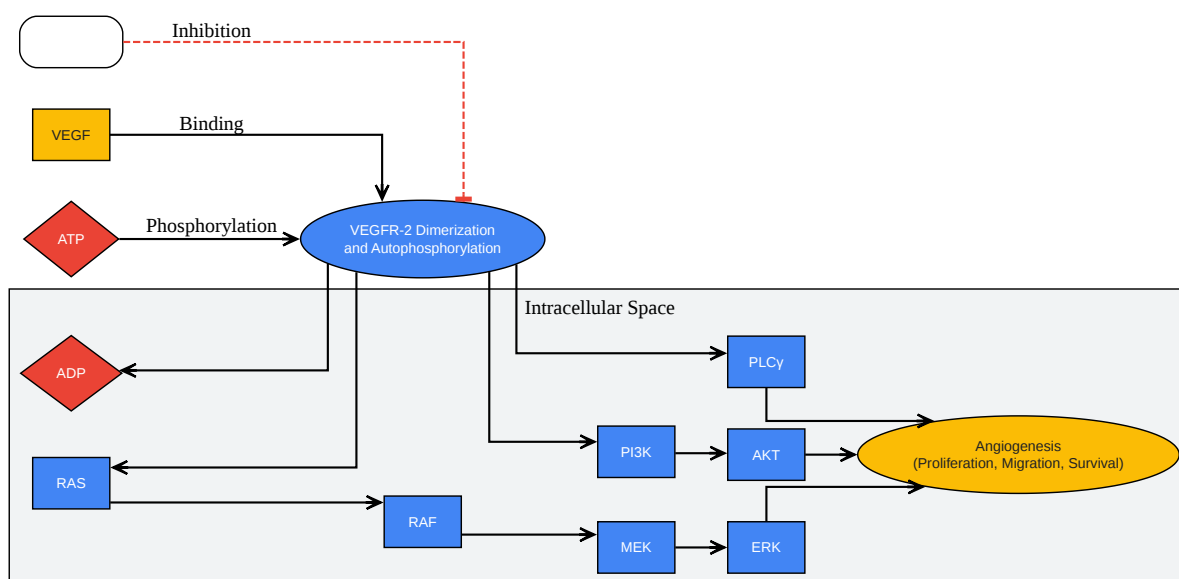 Inhibition
VEGF
Binding
ATP
Phosphorylation
VEGFR-2 Dimerization
and Autophosphorylation
Intracellular Space
ADP
PLCγ
PI3K
AKT
Angiogenesis
(Proliferation, Migration, Survival)
RAS
RAF
MEK
ERK